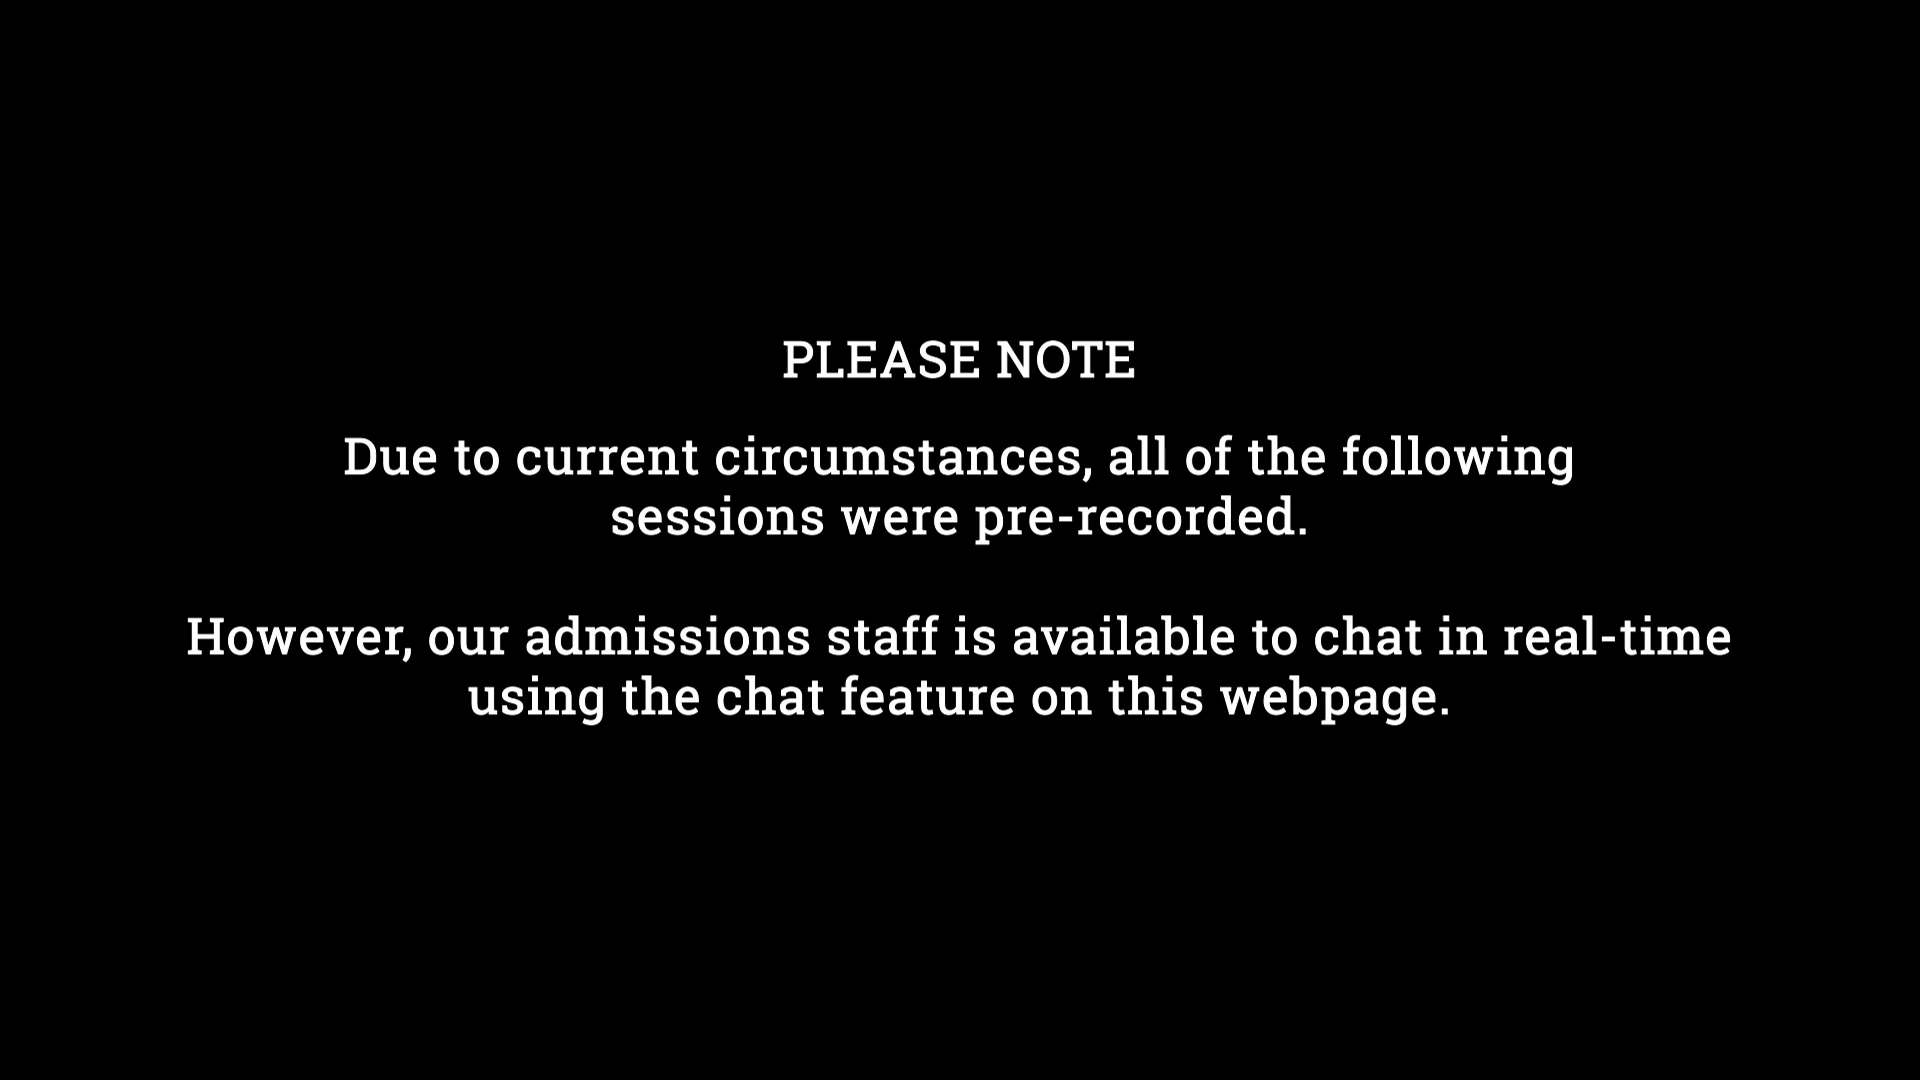 PLEASE NOTE
Due to current circumstances, all of the following
sessions were pre-recorded.
However, our admissions staff is available to chat in real-time
using the chat feature on this webpage.